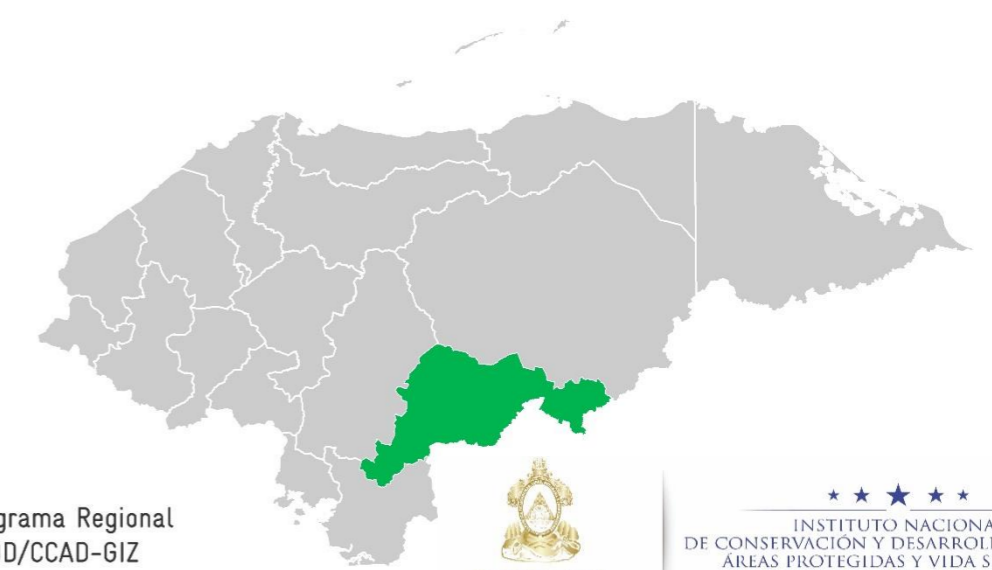 grama Regional
D/CCAD-GIZ
INSTITUTO NACIONA
DE CONSERVACIÓN Y DESARROL
ÁREAS PROTEGIDAS Y VIDA S